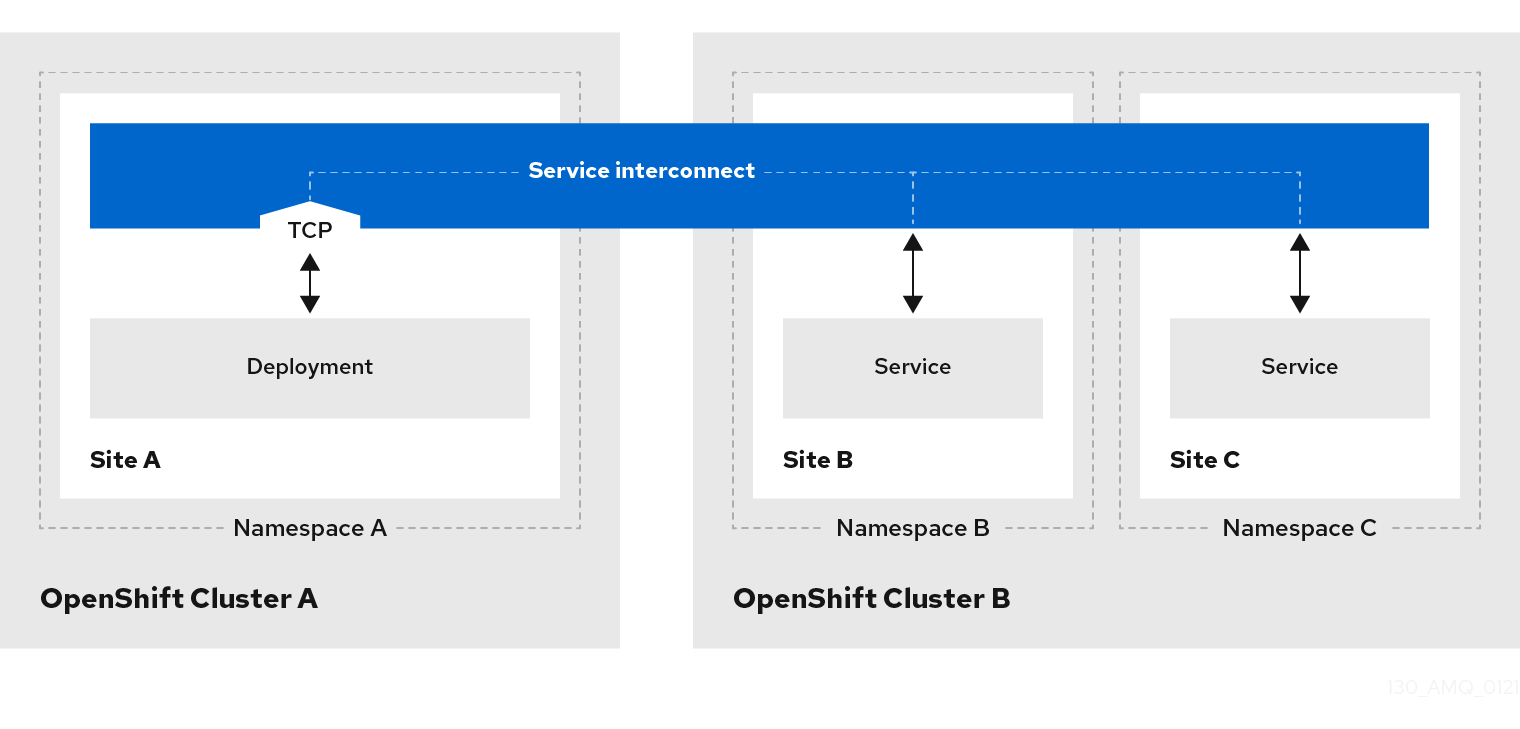 Service interconnect
TCP
Deployment
Service
Service
Site A
Site B
Site C
Namespace A
Namespace B
Namespace C
OpenShift Cluster A
OpenShift Cluster B
130_AMQ_0121